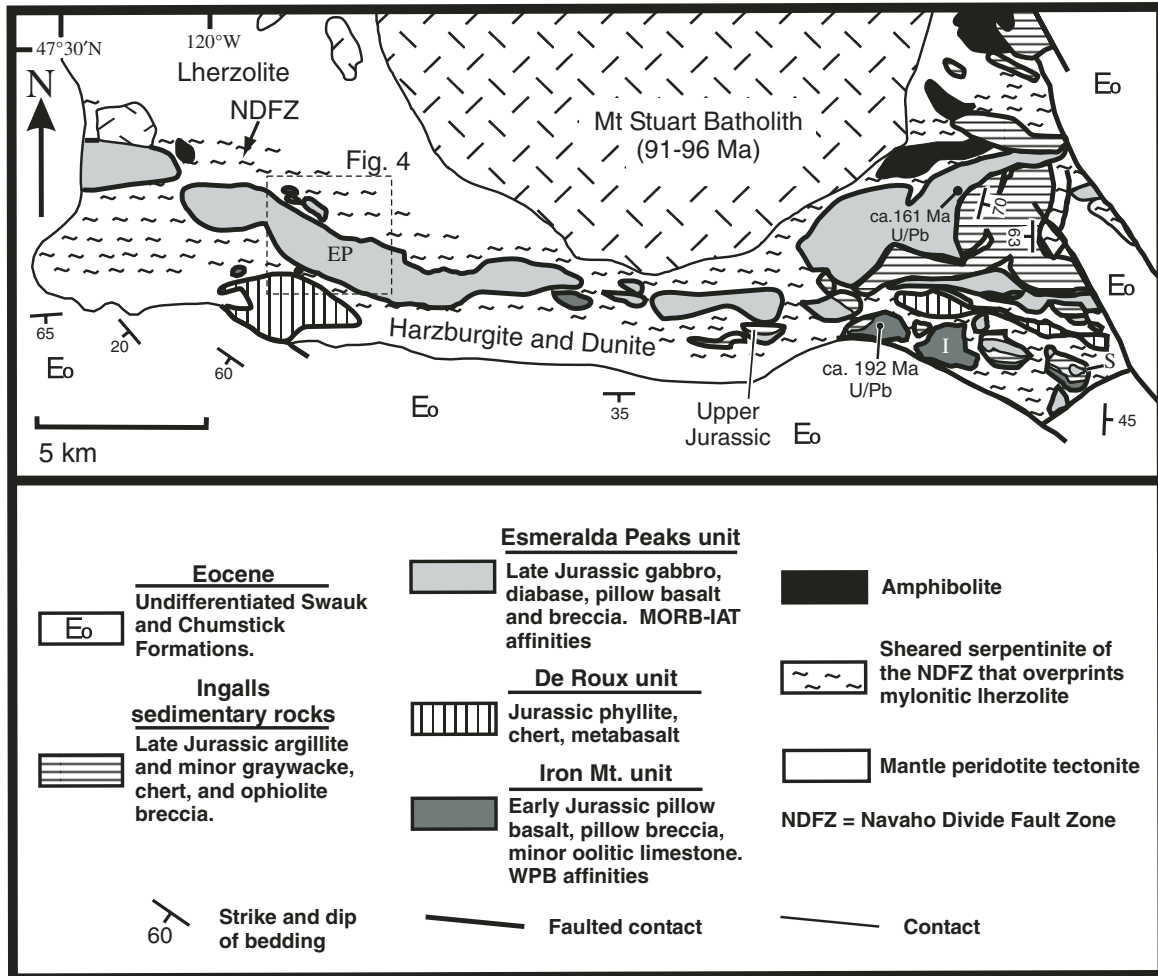 47°30′N
120°W
N
Lherzolite
NDFZ
Fig. 4
Mt Stuart Batholith
(91-96 Ma)
Eo
ca.161 Ma
U/Pb
70
63
EP
Eo
Harzburgite and Dunite
65
20
Eo
60
ca. 192 Ma
U/Pb
I
S
Eo
35
Upper
Jurassic
Eo
45
5 km
Eocene
Eo
Undifferentiated Swauk
and Chumstick
Formations.
Ingalls
sedimentary rocks
Late Jurassic argillite
and minor graywacke,
chert, and ophiolite
breccia.
Esmeralda Peaks unit
Late Jurassic gabbro,
diabase, pillow basalt
and breccia. MORB-IAT
affinities
De Roux unit
Jurassic phyllite,
chert, metabasalt
Iron Mt. unit
Early Jurassic pillow
basalt, pillow breccia,
minor oolitic limestone.
WPB affinities
Amphibolite
Sheared serpentinite of
the NDFZ that overprints
mylonitic lherzolite
Mantle peridotite tectonite
NDFZ = Navaho Divide Fault Zone
60
Strike and dip
of bedding
Faulted contact
Contact